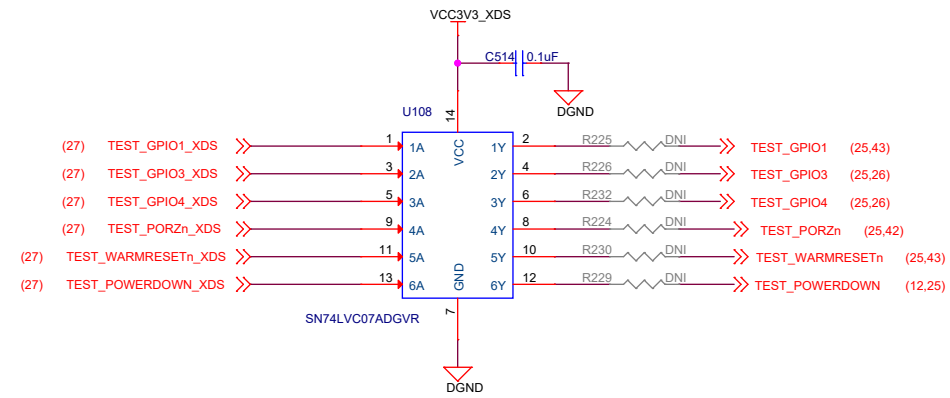 VCC3V3_XDS
C514 0.1uF
DGND
U108
14
VCC
(27) TEST_GPIO1_XDS 1 1A 1Y 2 R225 DNI TEST_GPIO1 (25,43)
(27) TEST_GPIO3_XDS 3 2A 2Y 4 R226 DNI TEST_GPIO3 (25,26)
(27) TEST_GPIO4_XDS 5 3A 3Y 6 R232 DNI TEST_GPIO4 (25,26)
(27) TEST_PORZn_XDS 9 4A 4Y 8 R224 DNI TEST_PORZn (25,42)
(27) TEST_WARMRESETn_XDS 11 5A 5Y 10 R230 DNI TEST_WARMRESETn (25,43)
(27) TEST_POWERDOWN_XDS 13 6A 6Y 12 R229 DNI TEST_POWERDOWN (12,25)
GND
7
SN74LVC07ADGVR
DGND